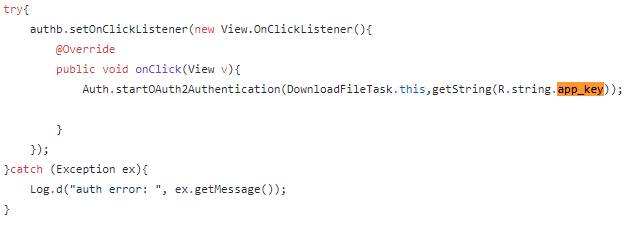 try{
    authb.setOnClickListener(new View.OnClickListener(){
        @Override
        public void onClick(View v){
            Auth.startOAuth2Authentication(DownloadFileTask.this,getString(R.string.app_key));

        }
    });
}catch (Exception ex){
    Log.d("auth error: ", ex.getMessage());
}